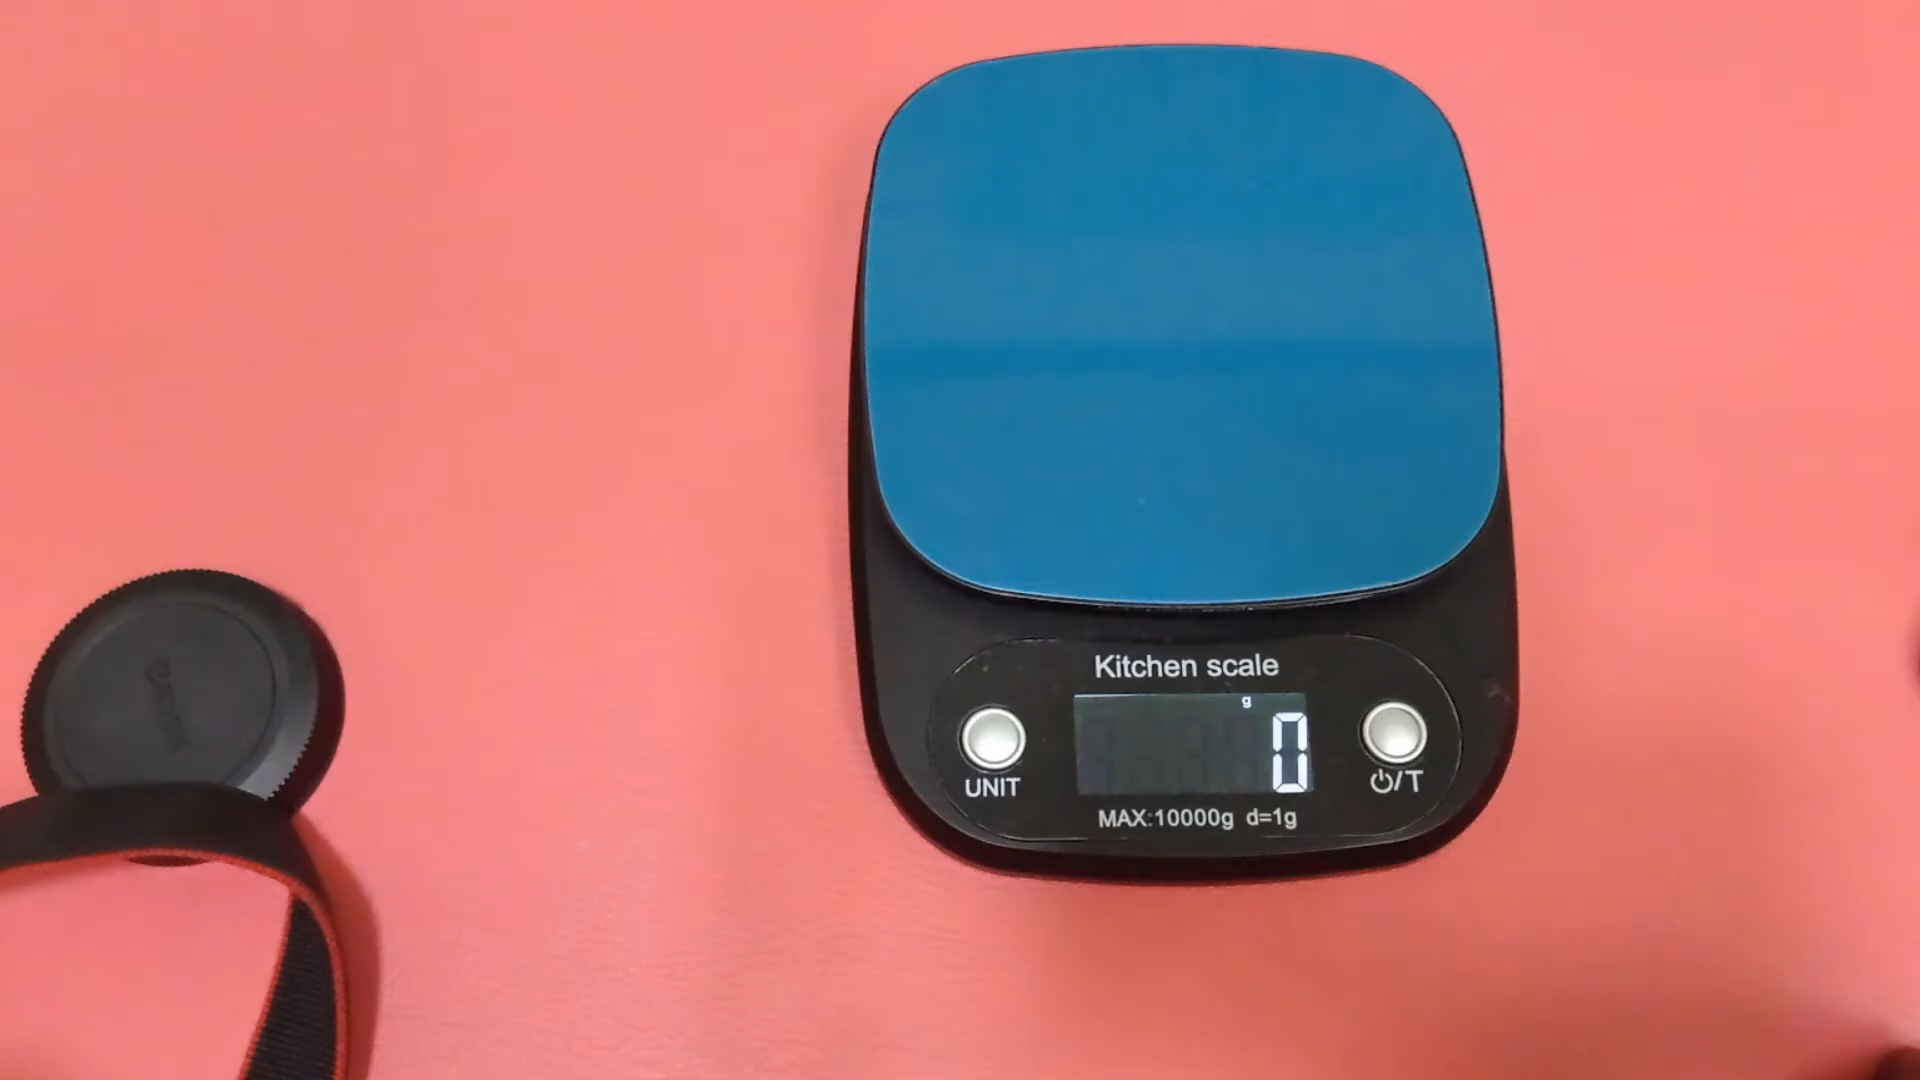 Kitchen scale
g
0
UNIT
⏻/T
MAX:10000g d=1g